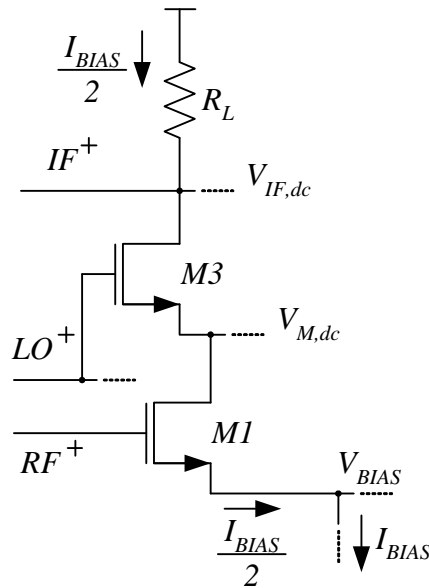 I_BIAS
2
R_L
IF^+
V_IF,dc
M3
V_M,dc
LO^+
M1
RF^+
V_BIAS
I_BIAS
2
I_BIAS